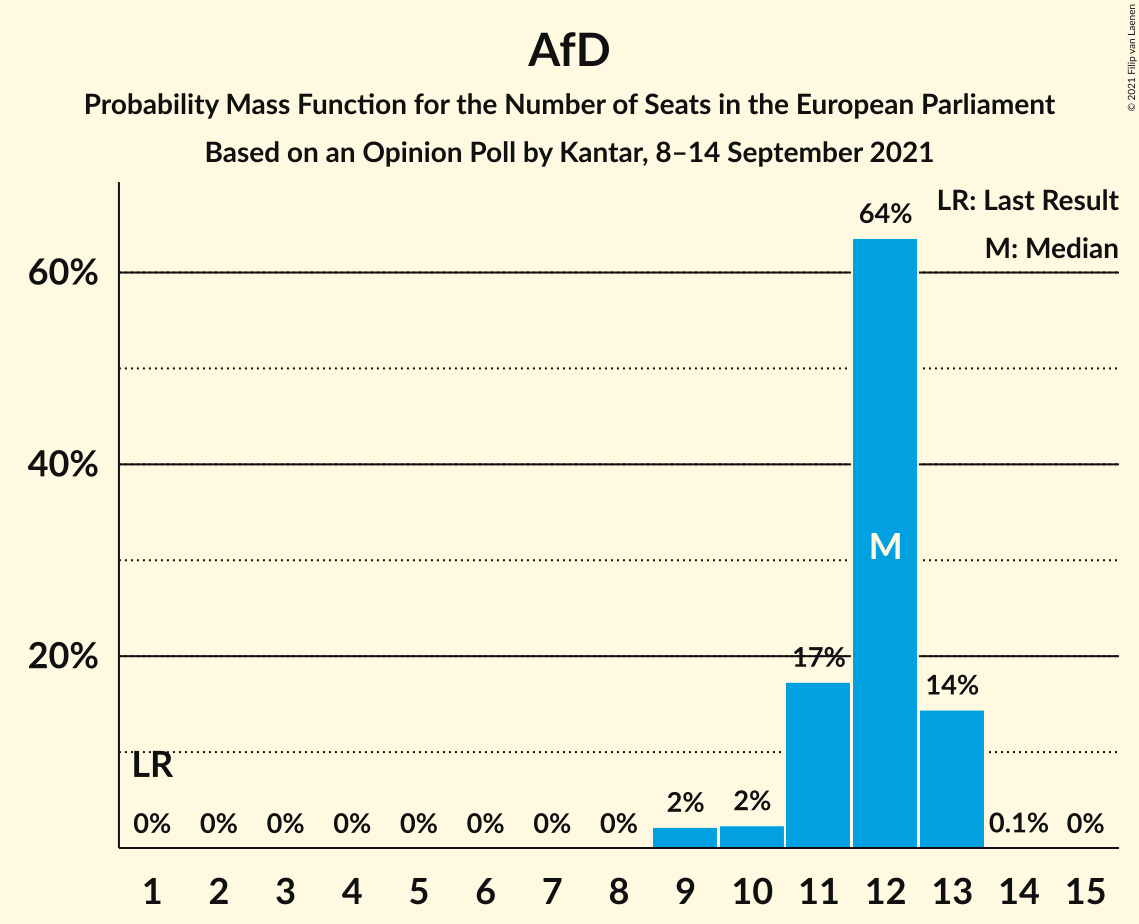 AfD
Probability Mass Function for the Number of Seats in the European Parliament
Based on an Opinion Poll by Kantar, 8–14 September 2021
© 2021 Filip van Laenen
LR: Last Result
M: Median
64%
60%
40%
M
20%
17%
14%
LR
2%
2%
0%
0%
0%
0%
0%
0%
0%
0%
0.1%
0%
1 2 3 4 5 6 7 8 9 10 11 12 13 14 15